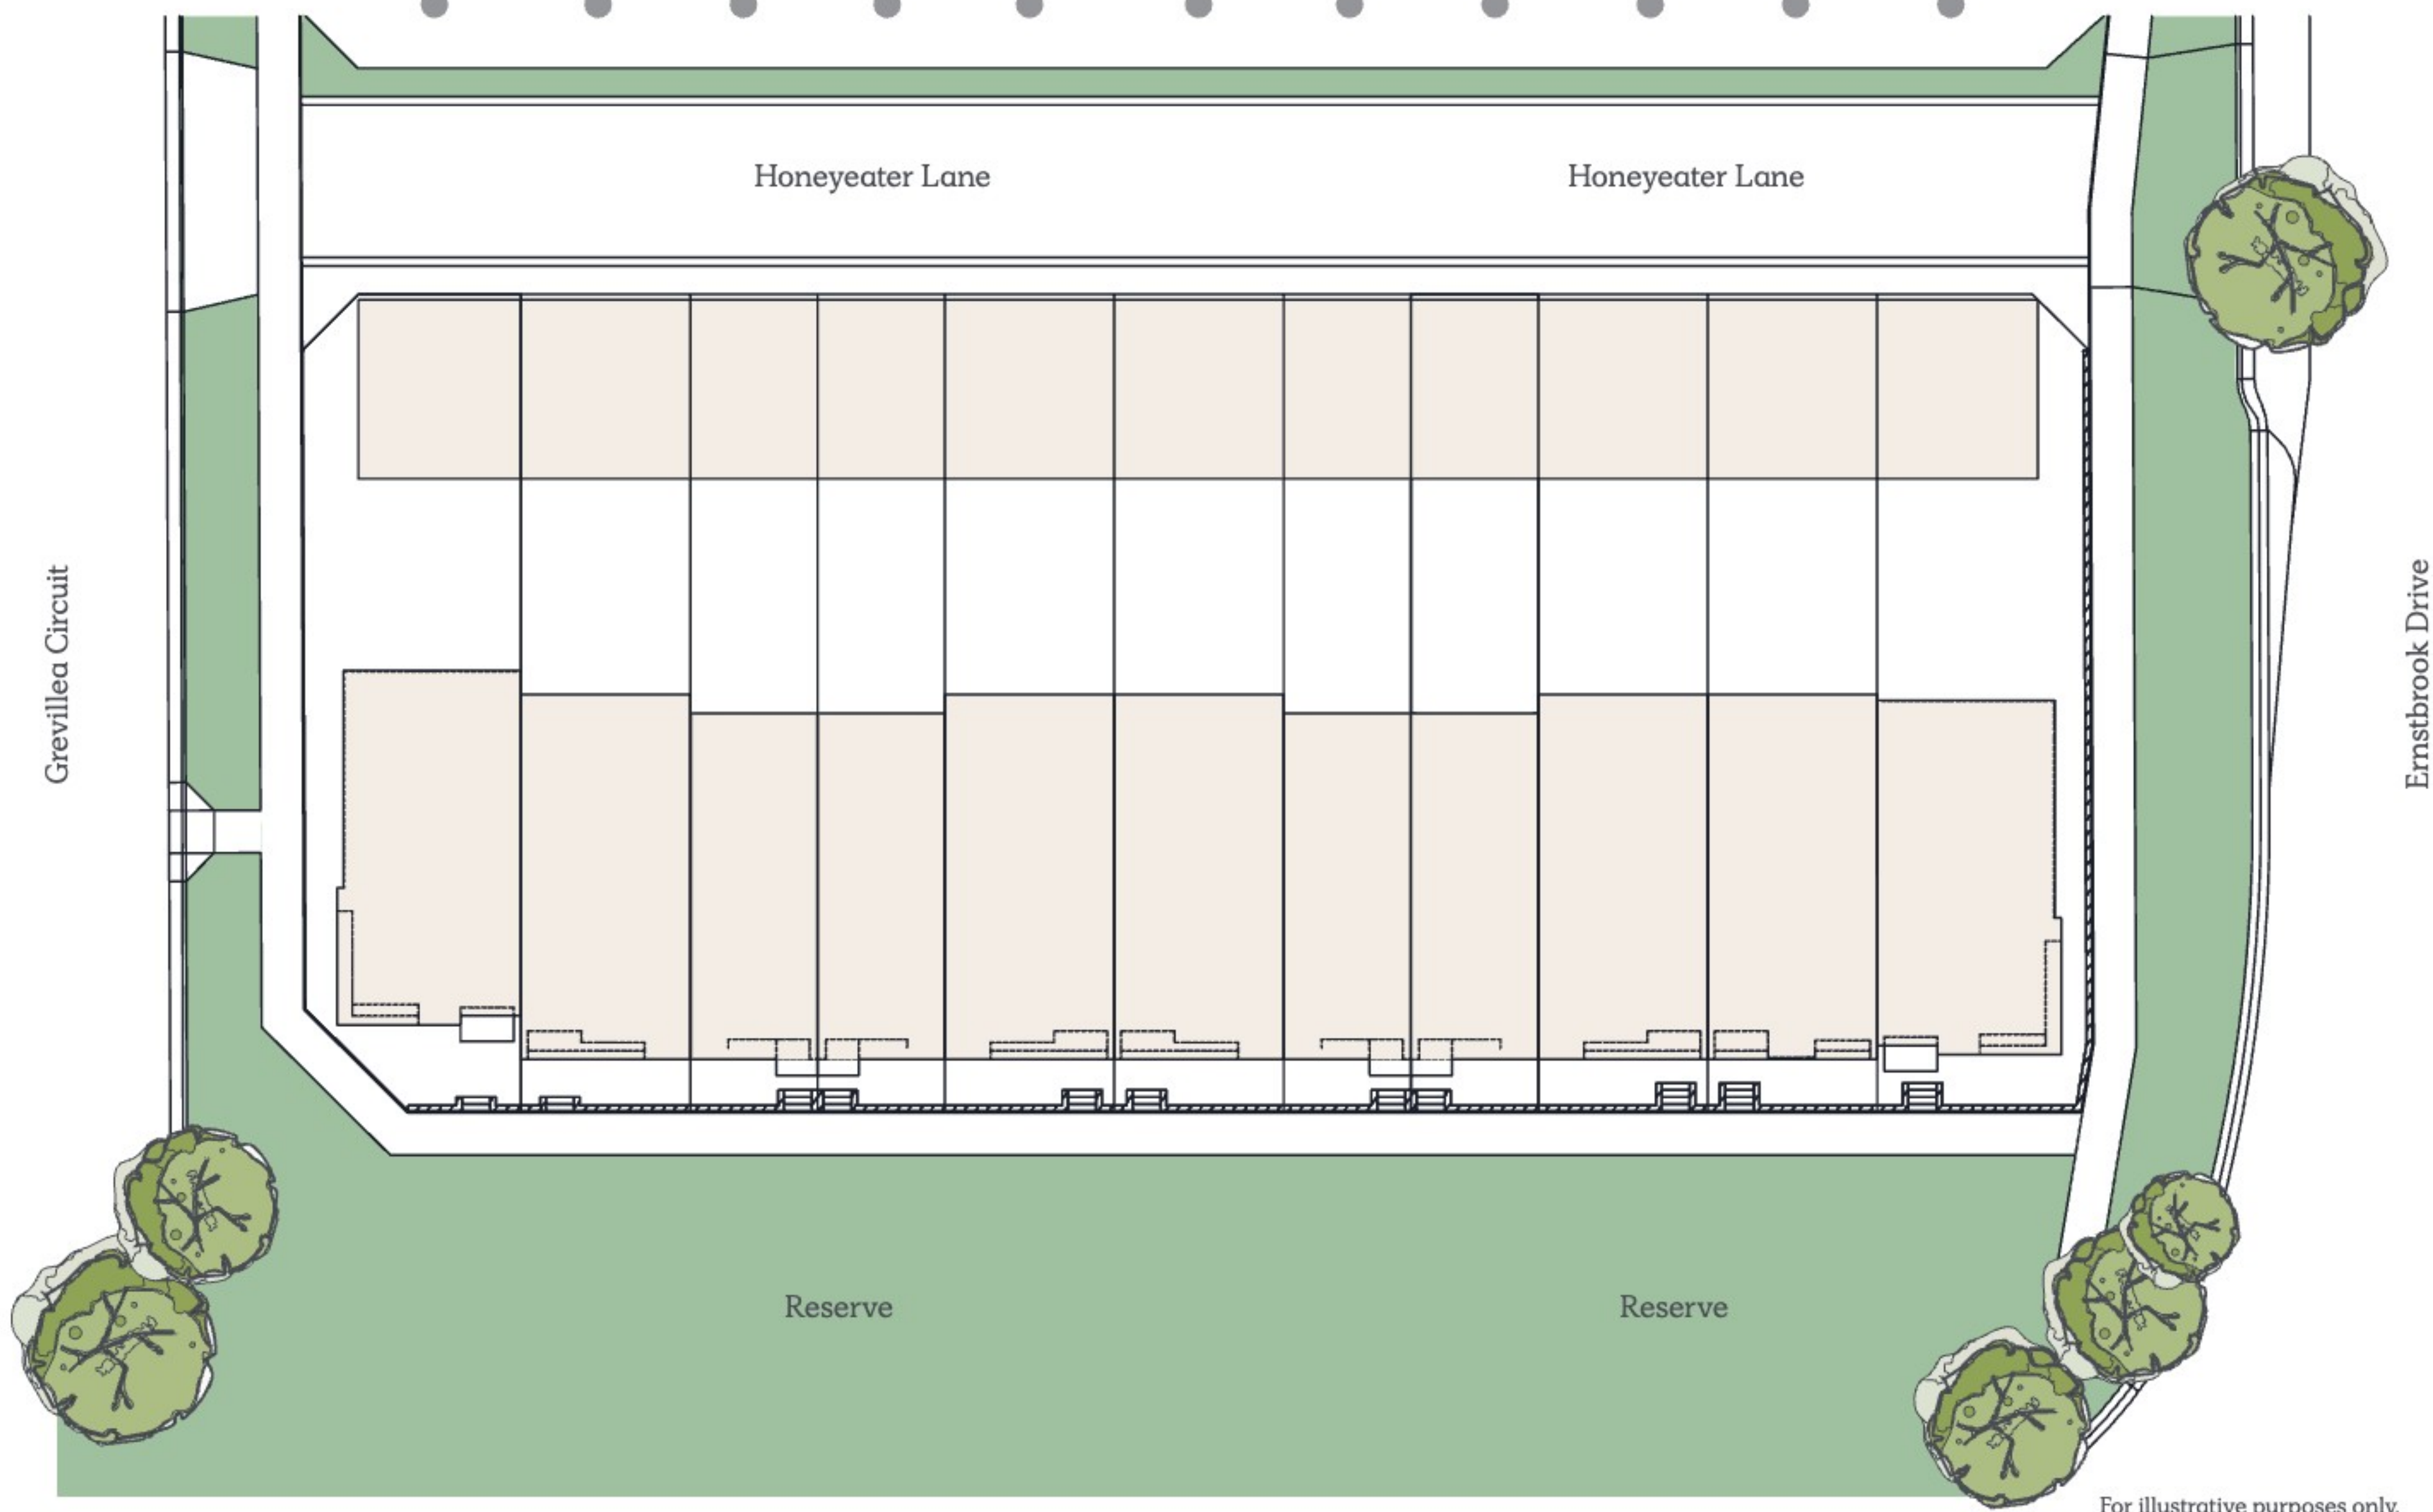 Honeyeater Lane
Honeyeater Lane
Grevillea Circuit
Ernstbrook Drive
Reserve
Reserve
For illustrative purposes only.